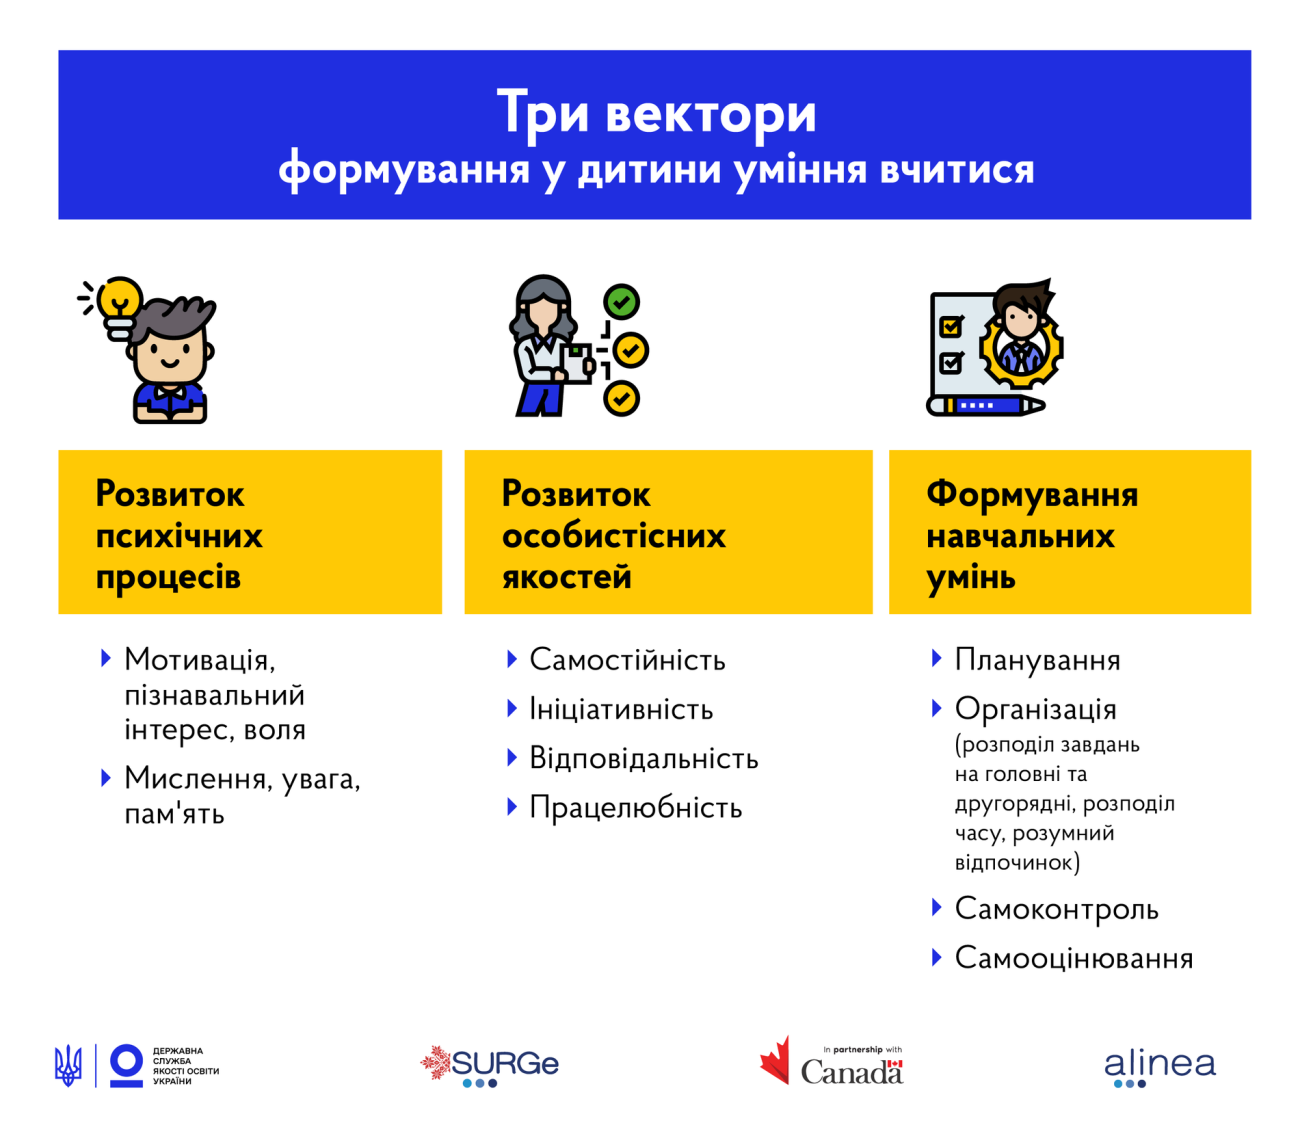 Три вектори
формування у дитини уміння вчитися
Розвиток
психічних
процесів
Мотивація,
пізнавальний
інтерес, воля
Мислення, увага,
пам'ять
Розвиток
особистісних
якостей
Самостійність
Ініціативність
Відповідальність
Працелюбність
Формування
навчальних
умінь
Планування
Організація
(розподіл завдань
на головні та
другорядні, розподіл
часу, розумний
відпочинок)
Самоконтроль
Самооцінювання
ДЕРЖАВНА
СЛУЖБА
ЯКОСТІ ОСВІТИ
УКРАЇНИ
SURGe
In partnership with
Canada
alinea